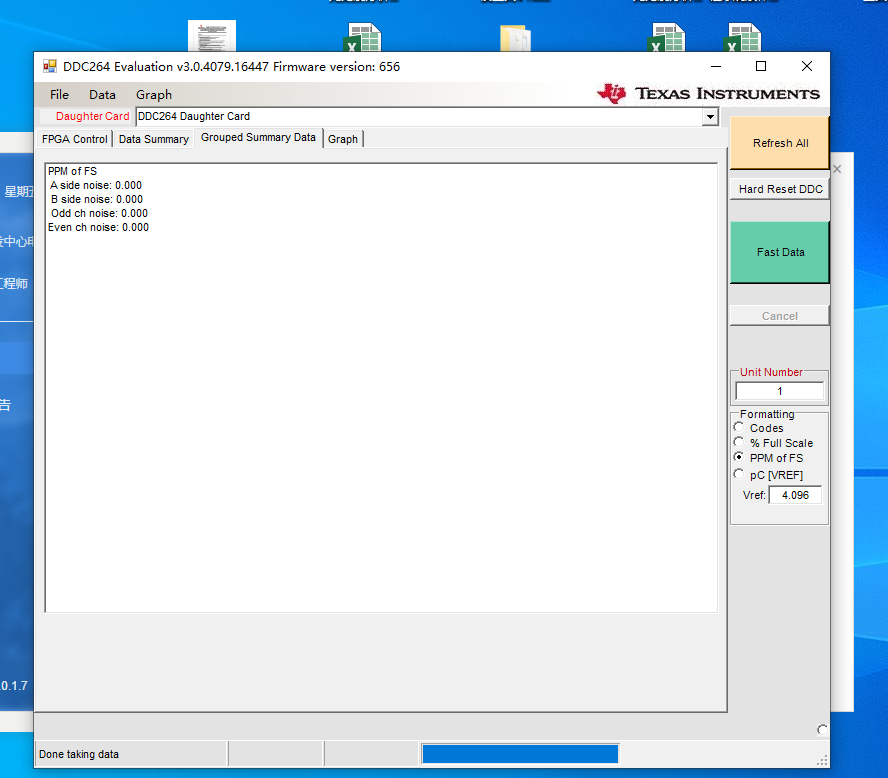 DDC264 Evaluation v3.0.4079.16447 Firmware version: 656
File Data Graph
TEXAS INSTRUMENTS
Daughter Card DDC264 Daughter Card
FPGA Control Data Summary Grouped Summary Data Graph
PPM of FS
A side noise: 0.000
B side noise: 0.000
Odd ch noise: 0.000
Even ch noise: 0.000
Refresh All
Hard Reset DDC
Fast Data
Cancel
Unit Number
1
Formatting
Codes
% Full Scale
PPM of FS
pC [VREF]
Vref: 4.096
Done taking data
星期
中心
工程师
告
.0.1.7